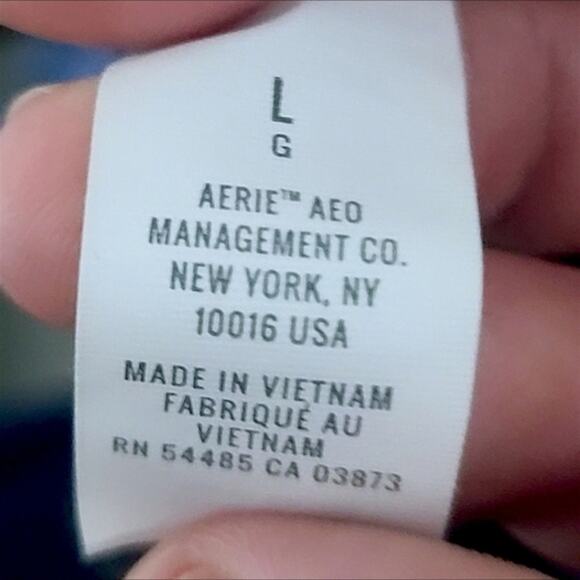 L
G
AERIE™ AEO
MANAGEMENT CO.
NEW YORK, NY
10016 USA
MADE IN VIETNAM
FABRIQUÉ AU
VIETNAM
RN 54485 CA 03873